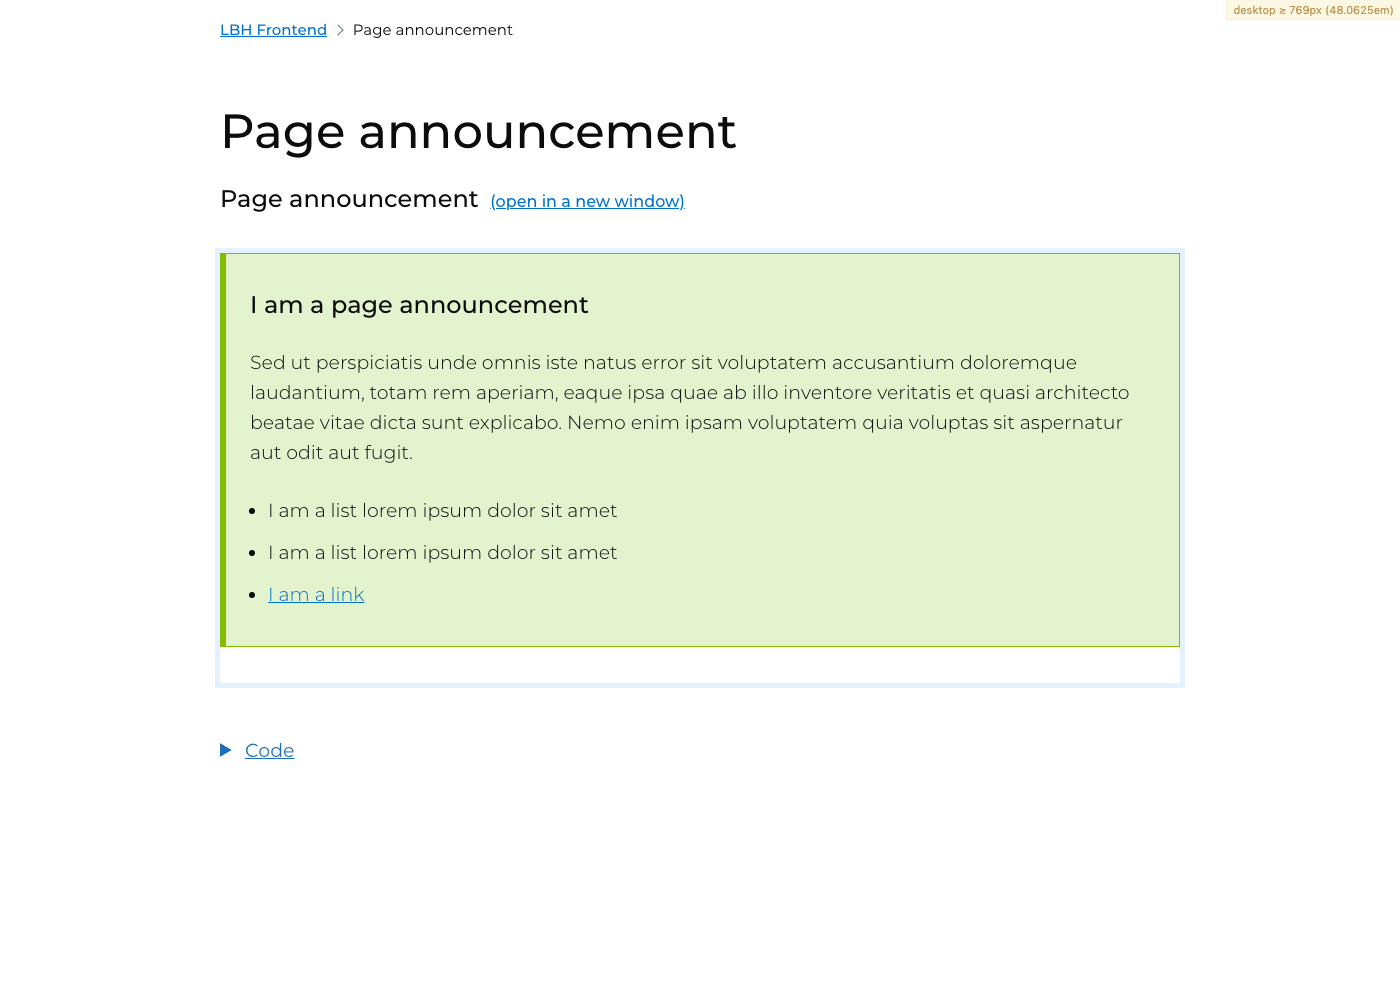 desktop ≥ 769px (48.0625em)
LBH Frontend > Page announcement
Page announcement
Page announcement (open in a new window)
I am a page announcement
Sed ut perspiciatis unde omnis iste natus error sit voluptatem accusantium doloremque
laudantium, totam rem aperiam, eaque ipsa quae ab illo inventore veritatis et quasi architecto
beatae vitae dicta sunt explicabo. Nemo enim ipsam voluptatem quia voluptas sit aspernatur
aut odit aut fugit.
• I am a list lorem ipsum dolor sit amet
• I am a list lorem ipsum dolor sit amet
• I am a link
Code